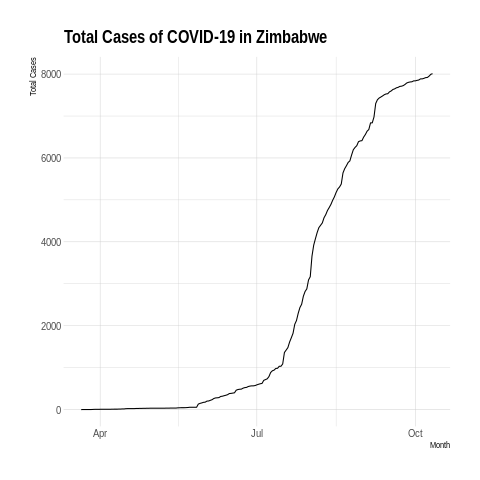 Total Cases of COVID-19 in Zimbabwe
Total Cases
8000
6000
4000
2000
0
Apr
Jul
Oct
Month